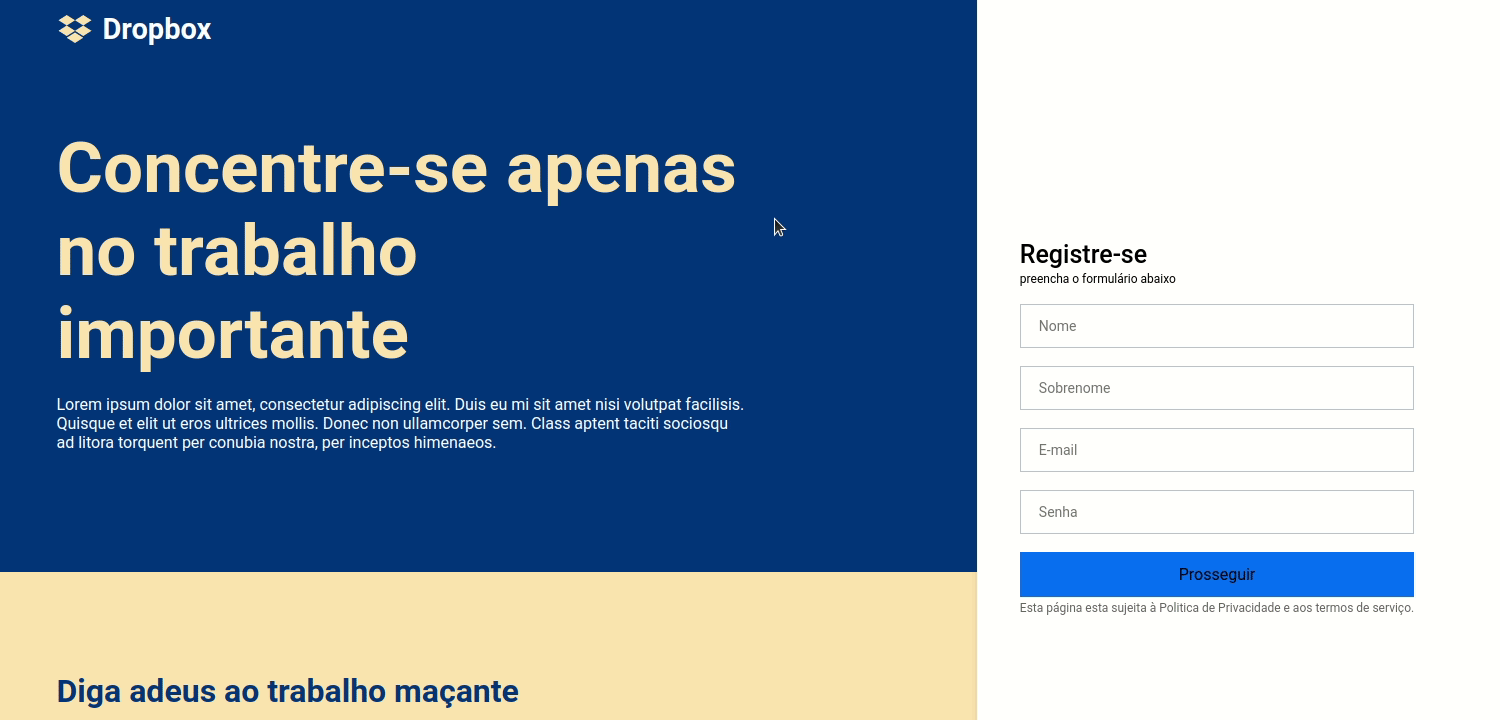 Dropbox
Concentre-se apenas
no trabalho
importante
Lorem ipsum dolor sit amet, consectetur adipiscing elit. Duis eu mi sit amet nisi volutpat facilisis.
Quisque et elit ut eros ultrices mollis. Donec non ullamcorper sem. Class aptent taciti sociosqu
ad litora torquent per conubia nostra, per inceptos himenaeos.
Diga adeus ao trabalho maçante
Registre-se
preencha o formulário abaixo
Nome
Sobrenome
E-mail
Senha
Prosseguir
Esta página esta sujeita à Politica de Privacidade e aos termos de serviço.